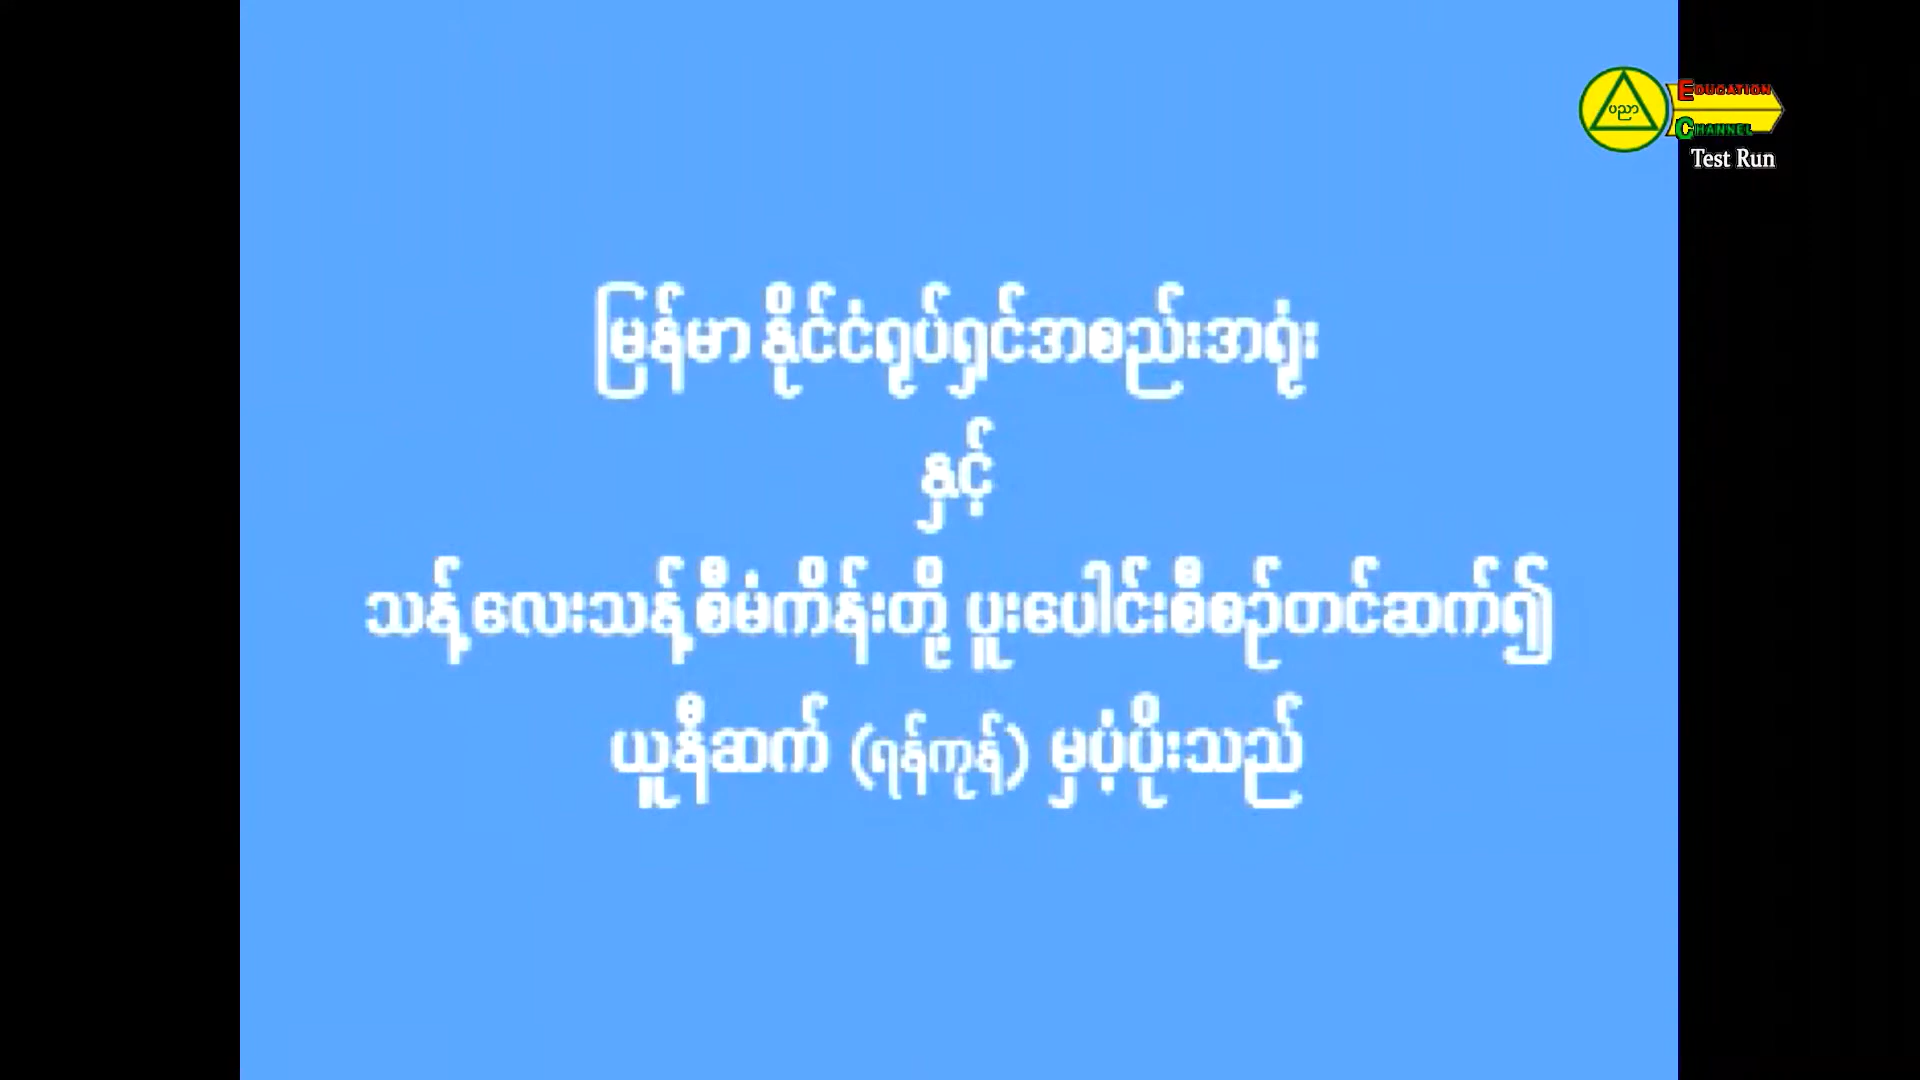 ပညာ
EDUCATION
CHANNEL
Test Run
မြန်မာ နိုင်ငံရုပ်ရှင်အစည်းအရုံး
နှင့်
သန့်လေးသန့်စီမံကိန်းတို့ ပူးပေါင်းစီစဉ်တင်ဆက်၍
ယူနီဆက် (ရန်ကုန်) မှပံ့ပိုးသည်